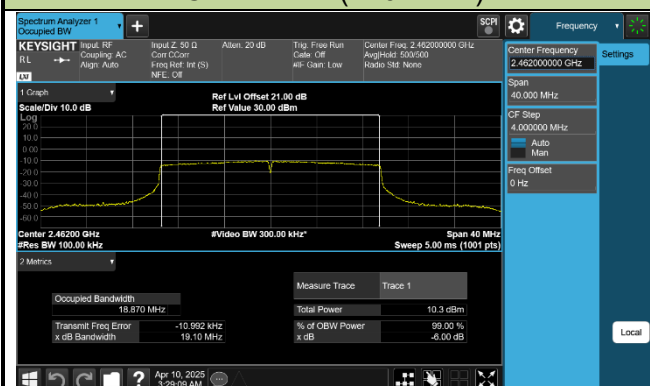 Spectrum Analyzer 1
Occupied BW
SCPI
Frequency
KEYSIGHT
RL
LXI
Input: RF
Coupling: AC
Align: Auto
Input Z: 50 Ω
Corr CCorr
Freq Ref: Int (S)
NFE: Off
Atten: 20 dB
Trig: Free Run
Gate: Off
#IF Gain: Low
Center Freq: 2.462000000 GHz
Avg|Hold: 500/500
Radio Std: None
Center Frequency
2.462000000 GHz
Settings
Span
40.000 MHz
CF Step
4.000000 MHz
Auto
Man
Freq Offset
0 Hz
1 Graph
Scale/Div 10.0 dB
Ref Lvl Offset 21.00 dB
Ref Value 30.00 dBm
Log
20.0
10.0
0.00
-10.0
-20.0
-30.0
-40.0
-50.0
-60.0
Center 2.46200 GHz
#Res BW 100.00 kHz
#Video BW 300.00 kHz*
Span 40 MHz
Sweep 5.00 ms (1001 pts)
2 Metrics
Measure Trace
Trace 1
Occupied Bandwidth
18.870 MHz
Total Power
10.3 dBm
Transmit Freq Error
-10.992 kHz
% of OBW Power
99.00 %
x dB Bandwidth
19.10 MHz
x dB
-6.00 dB
Local
Apr 10, 2025
3:29:09 AM